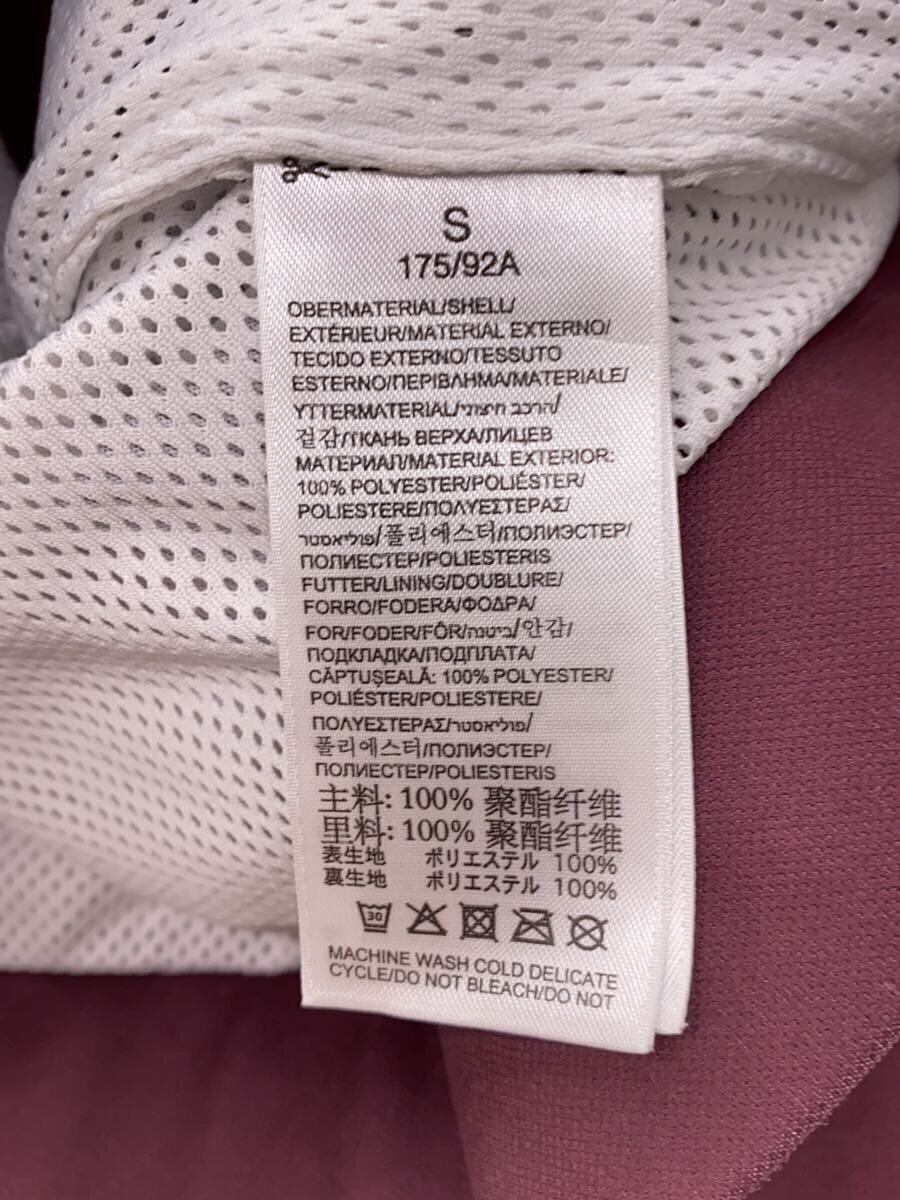 S
175/92A
OBERMATERIAL/SHELL/
EXTÉRIEUR/MATERIAL EXTERNO/
TECIDO EXTERNO/TESSUTO
ESTERNO/ΠΕΡΙΒΛΗΜΑ/MATERIALE/
YTTERMATERIAL/הרכב חיצוני/
겉감/ТКАНЬ ВЕРХА/ЛИЦЕВ
МАТЕРИАЛ/MATERIAL EXTERIOR:
100% POLYESTER/POLIÉSTER/
POLIESTERE/ΠΟΛΥΕΣΤΕΡΑΣ/
פוליאסטר/폴리에스터/ПОЛИЭСТЕР/
ПОЛИЕСТЕР/POLIESTERIS
FUTTER/LINING/DOUBLURE/
FORRO/FODERA/ΦΟΔΡΑ/
FOR/FODER/FÔR/ביטנה/안감/
ПОДКЛАДКА/ПОДПЛАТА/
CĂPTUŞEALĂ: 100% POLYESTER/
POLIÉSTER/POLIESTERE/
ΠΟΛΥΕΣΤΕΡΑΣ/פוליאסטר/
폴리에스터/ПОЛИЭСТЕР/
ПОЛИЕСТЕР/POLIESTERIS
主料: 100% 聚酯纤维
里料: 100% 聚酯纤维
表生地 ポリエステル 100%
裏生地 ポリエステル 100%
30
MACHINE WASH COLD DELICATE
CYCLE/DO NOT BLEACH/DO NOT